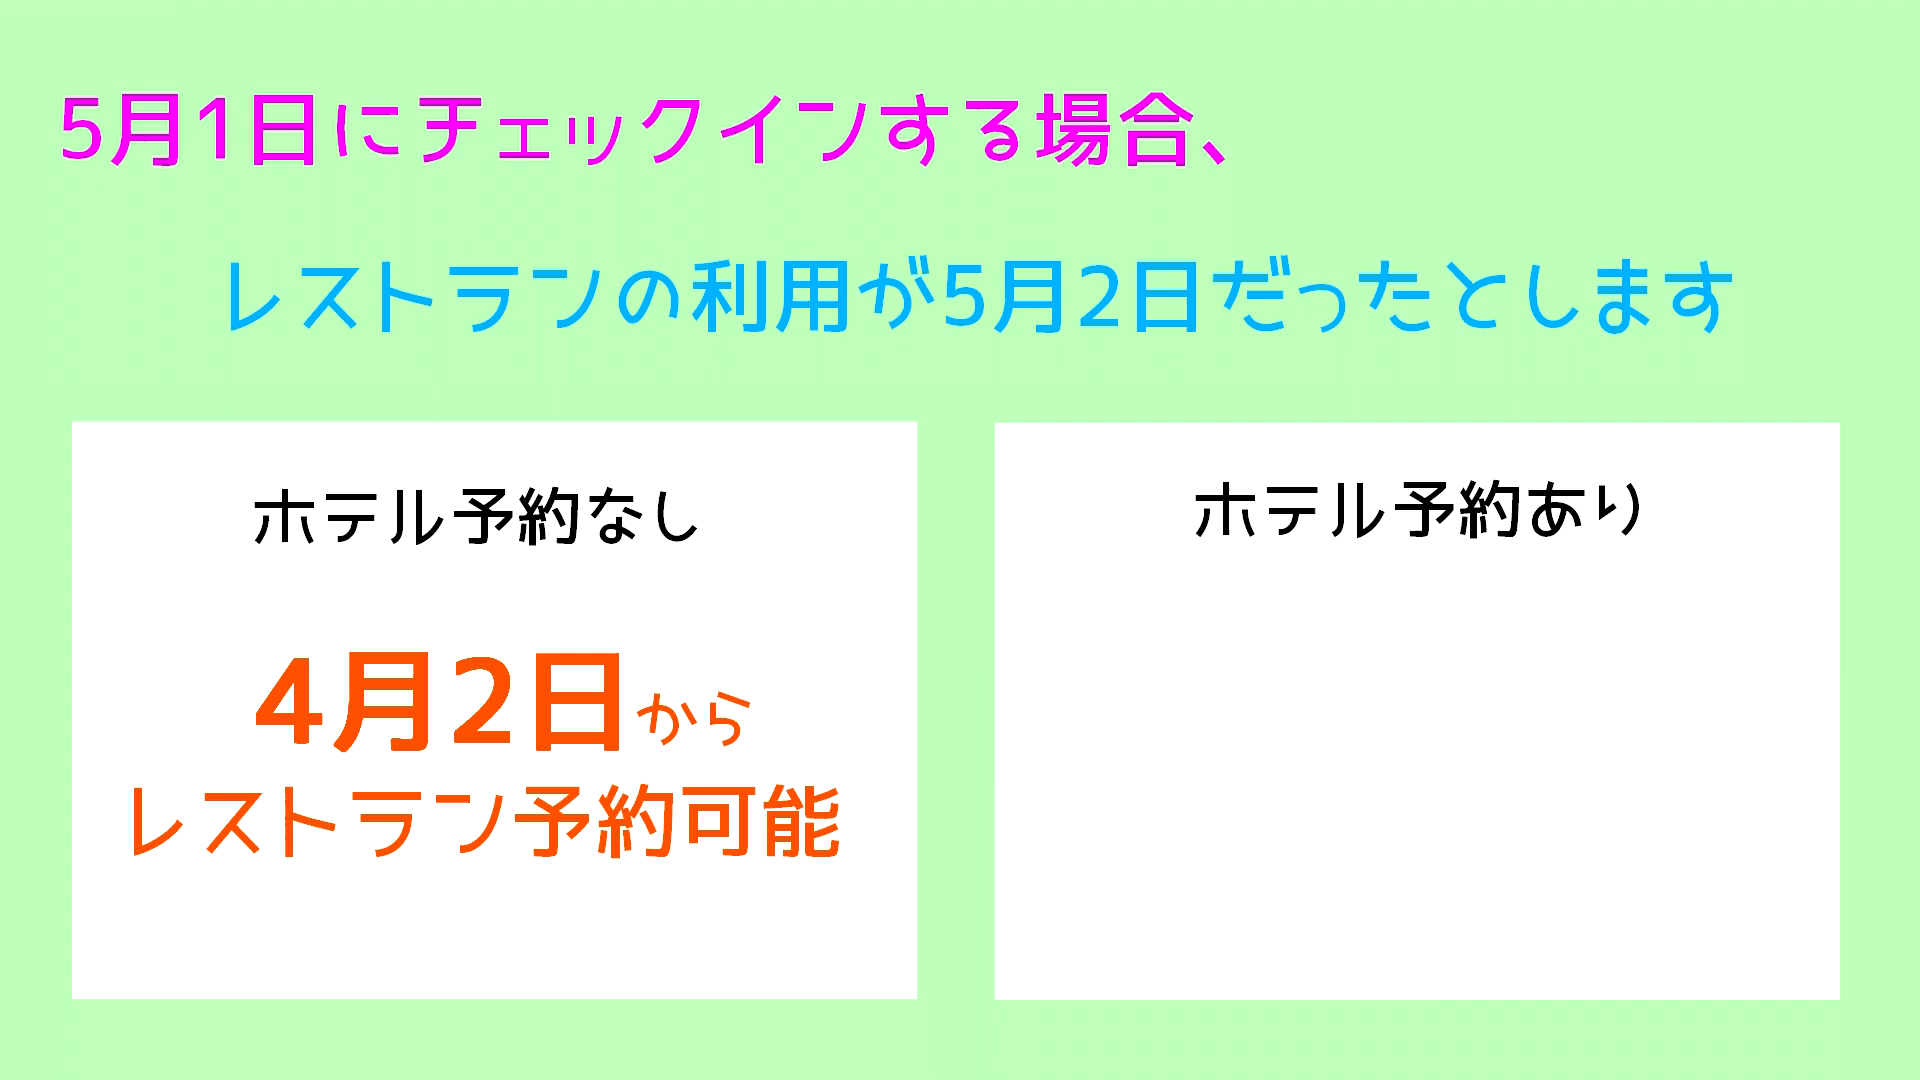 5月1日にチェックインする場合、
レストランの利用が5月2日だったとします
ホテル予約なし
4月2日から
レストラン予約可能
ホテル予約あり